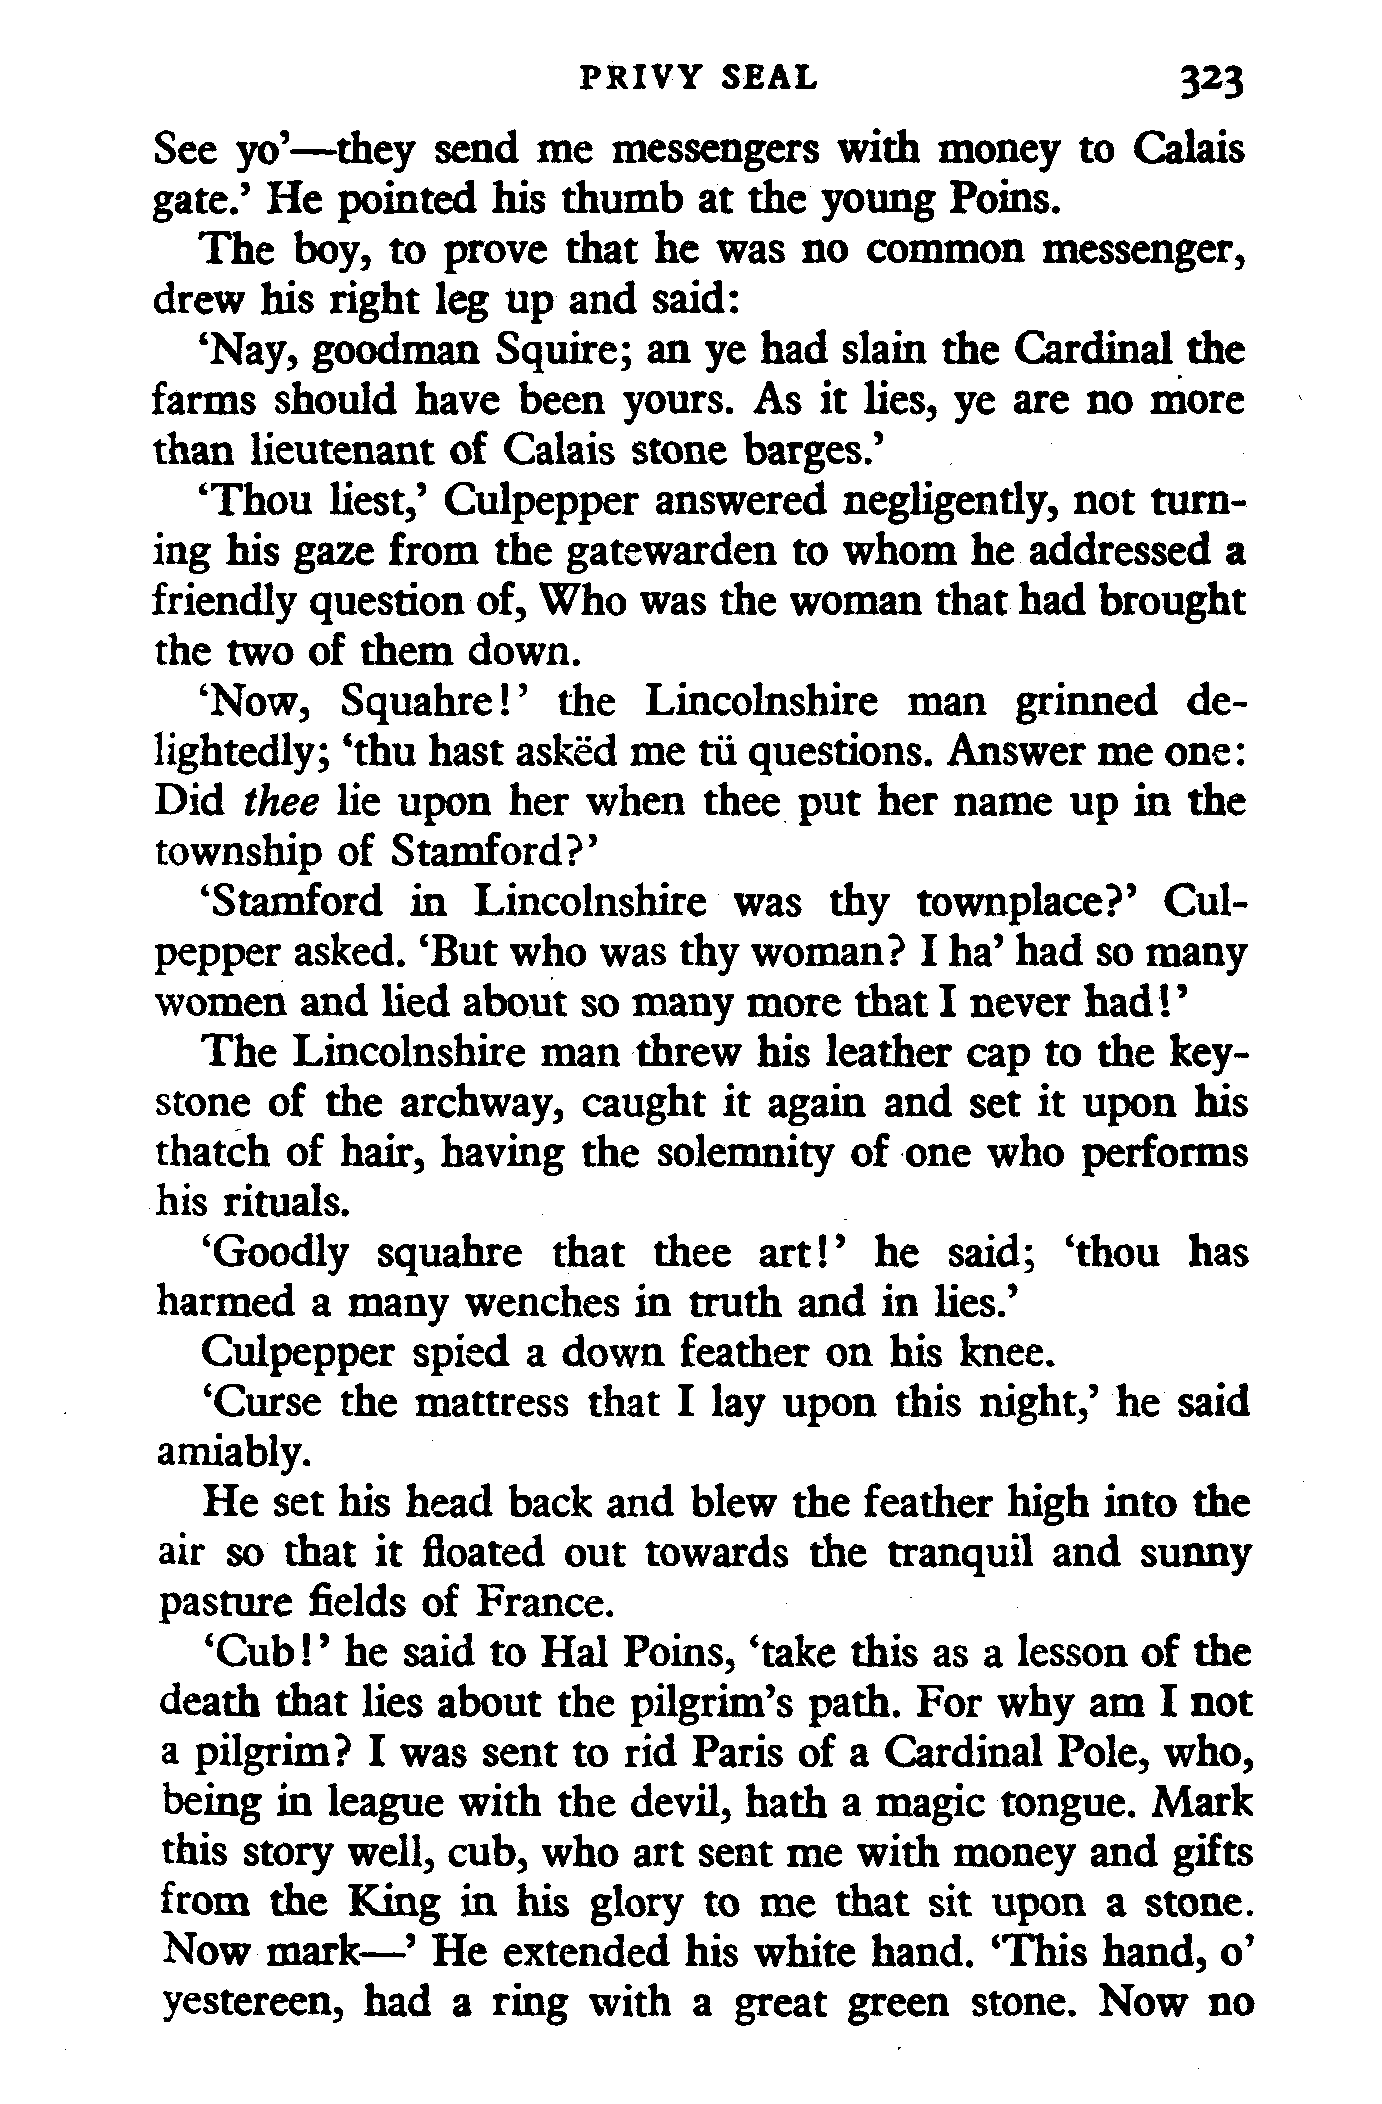 PRIVY SEAL 323
See yo’—they send me messengers with money to Calais
gate.’ He pointed his thumb at the young Poins.
The boy, to prove that he was no common messenger,
drew his right leg up and said:
‘Nay, goodman Squire; an ye had slain the Cardinal the
farms should have been yours. As it lies, ye are no more
than lieutenant of Calais stone barges.’
‘Thou liest,’ Culpepper answered negligently, not turn-
ing his gaze from the gatewarden to whom he addressed a
friendly question of, Who was the woman that had brought
the two of them down.
‘Now, Squahre!’ the Lincolnshire man grinned de-
lightedly; ‘thu hast askëd me tü questions. Answer me one:
Did thee lie upon her when thee put her name up in the
township of Stamford?’
‘Stamford in Lincolnshire was thy townplace?’ Cul-
pepper asked. ‘But who was thy woman? I ha’ had so many
women and lied about so many more that I never had!’
The Lincolnshire man threw his leather cap to the key-
stone of the archway, caught it again and set it upon his
thatch of hair, having the solemnity of one who performs
his rituals.
‘Goodly squahre that thee art!’ he said; ‘thou has
harmed a many wenches in truth and in lies.’
Culpepper spied a down feather on his knee.
‘Curse the mattress that I lay upon this night,’ he said
amiably.
He set his head back and blew the feather high into the
air so that it floated out towards the tranquil and sunny
pasture fields of France.
‘Cub!’ he said to Hal Poins, ‘take this as a lesson of the
death that lies about the pilgrim’s path. For why am I not
a pilgrim? I was sent to rid Paris of a Cardinal Pole, who,
being in league with the devil, hath a magic tongue. Mark
this story well, cub, who art sent me with money and gifts
from the King in his glory to me that sit upon a stone.
Now mark—’ He extended his white hand. ‘This hand, o’
yestereen, had a ring with a great green stone. Now no